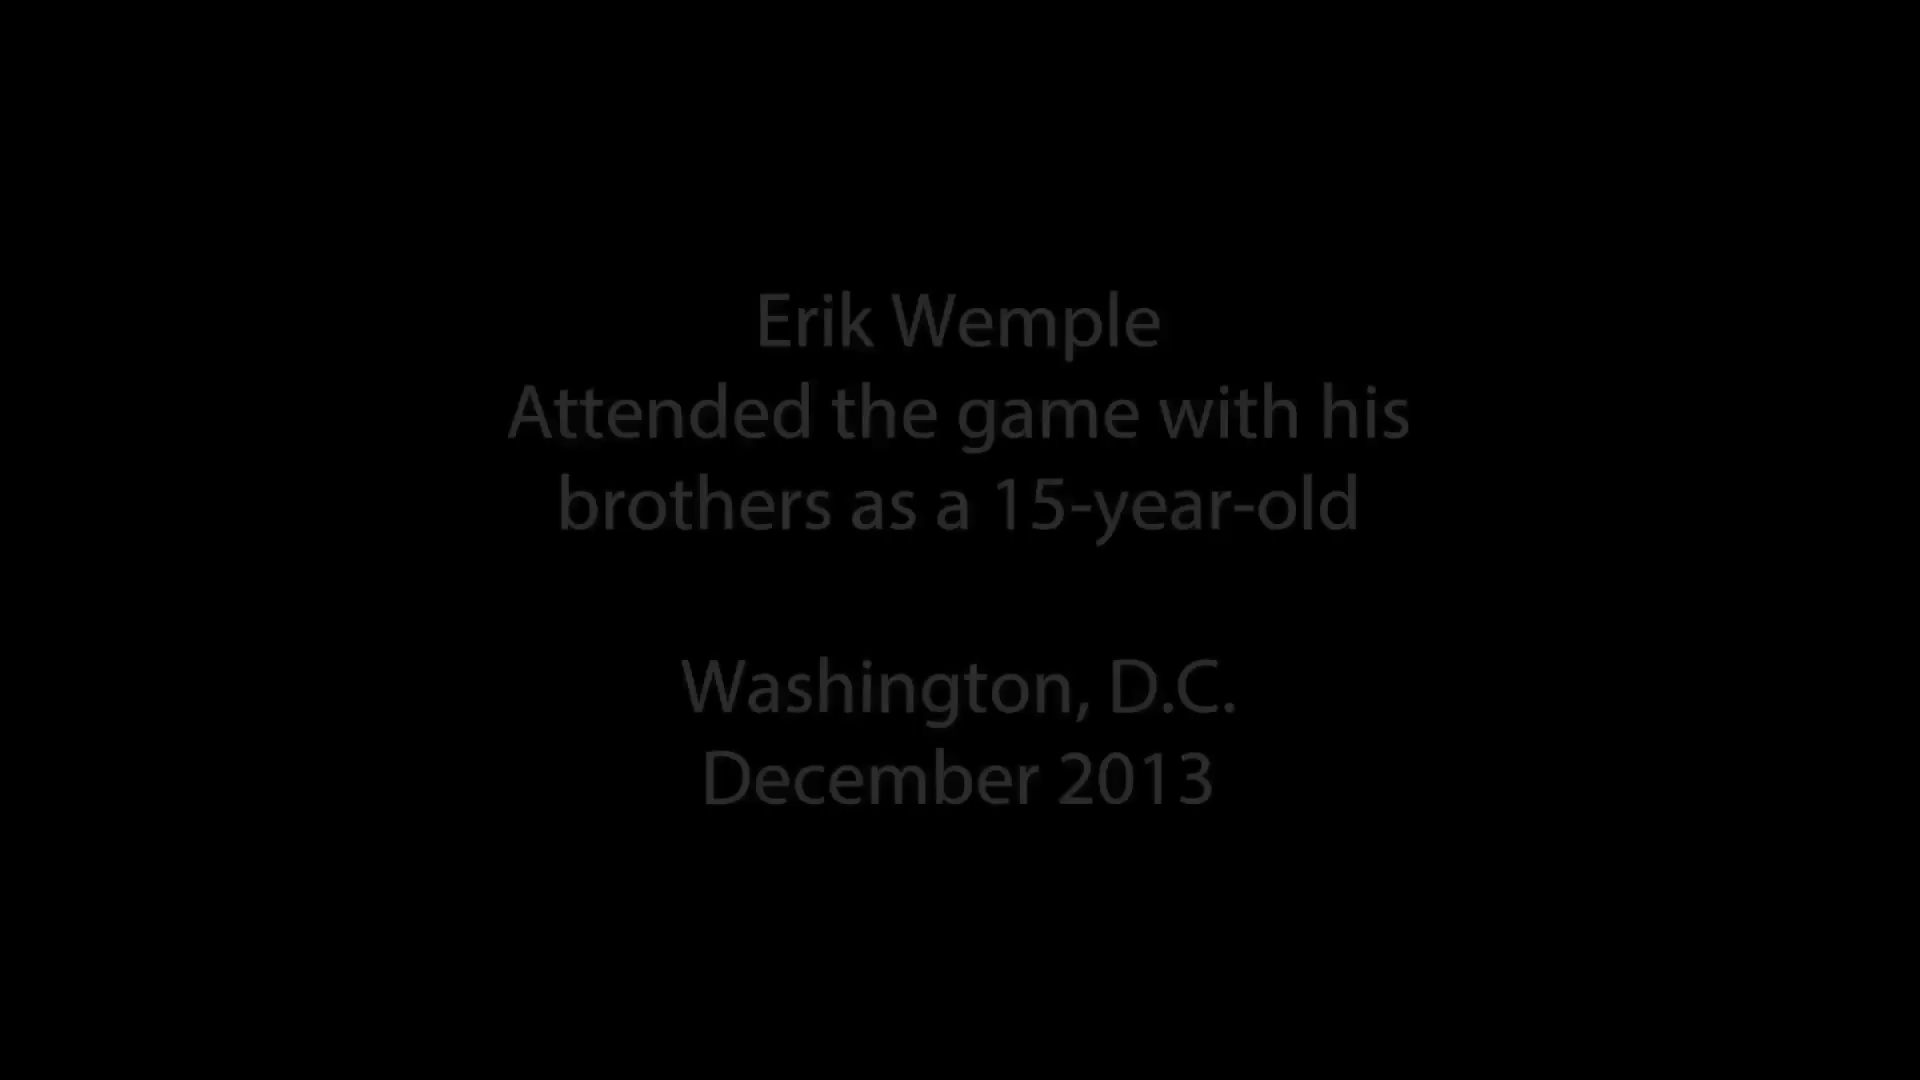 Erik Wemple
Attended the game with his
brothers as a 15-year-old
Washington, D.C.
December 2013